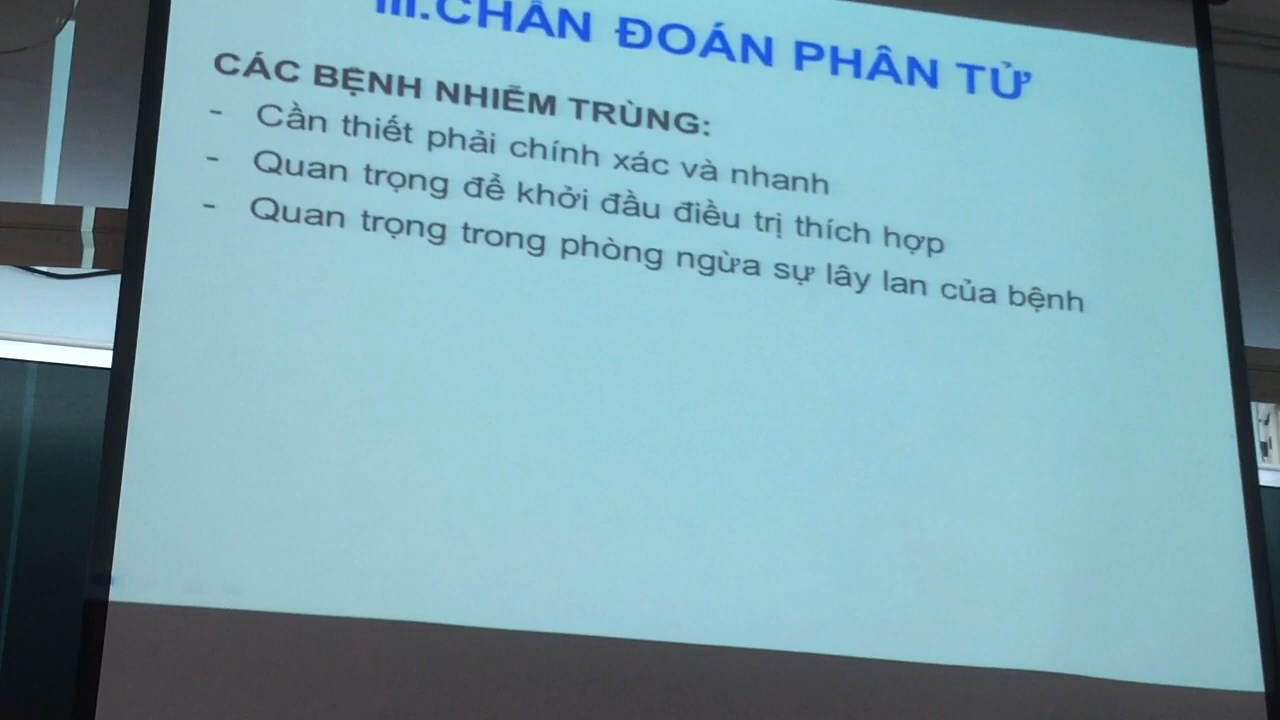 III.CHẨN ĐOÁN PHÂN TỬ
CÁC BỆNH NHIỄM TRÙNG:
- Cần thiết phải chính xác và nhanh
- Quan trọng để khởi đầu điều trị thích hợp
- Quan trọng trong phòng ngừa sự lây lan của bệnh